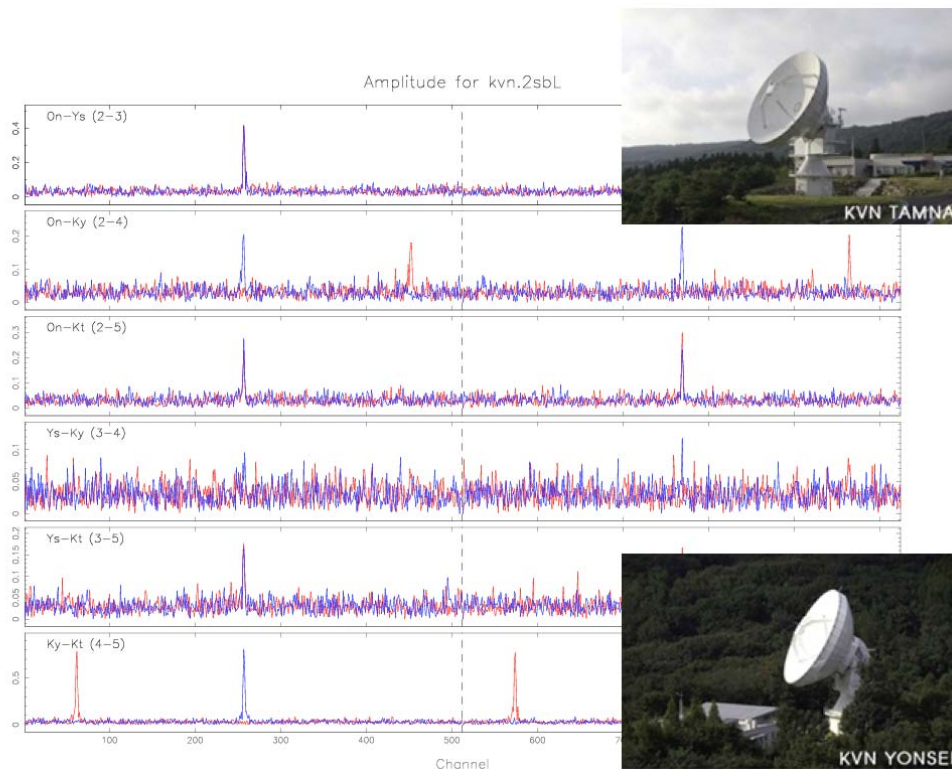 Amplitude for kvn.2sbL
On-Ys (2-3)
0.4
0.2
0
KVN TAMNA
On-Ky (2-4)
0.2
0.1
0
On-Kt (2-5)
0.3
0.2
0.1
0
Ys-Ky (3-4)
0.1
0.05
0
Ys-Kt (3-5)
0.2
0.15
0.1
0.05
0
Ky-Kt (4-5)
0.5
0
100
200
300
400
500
600
Channel
KVN YONSEI